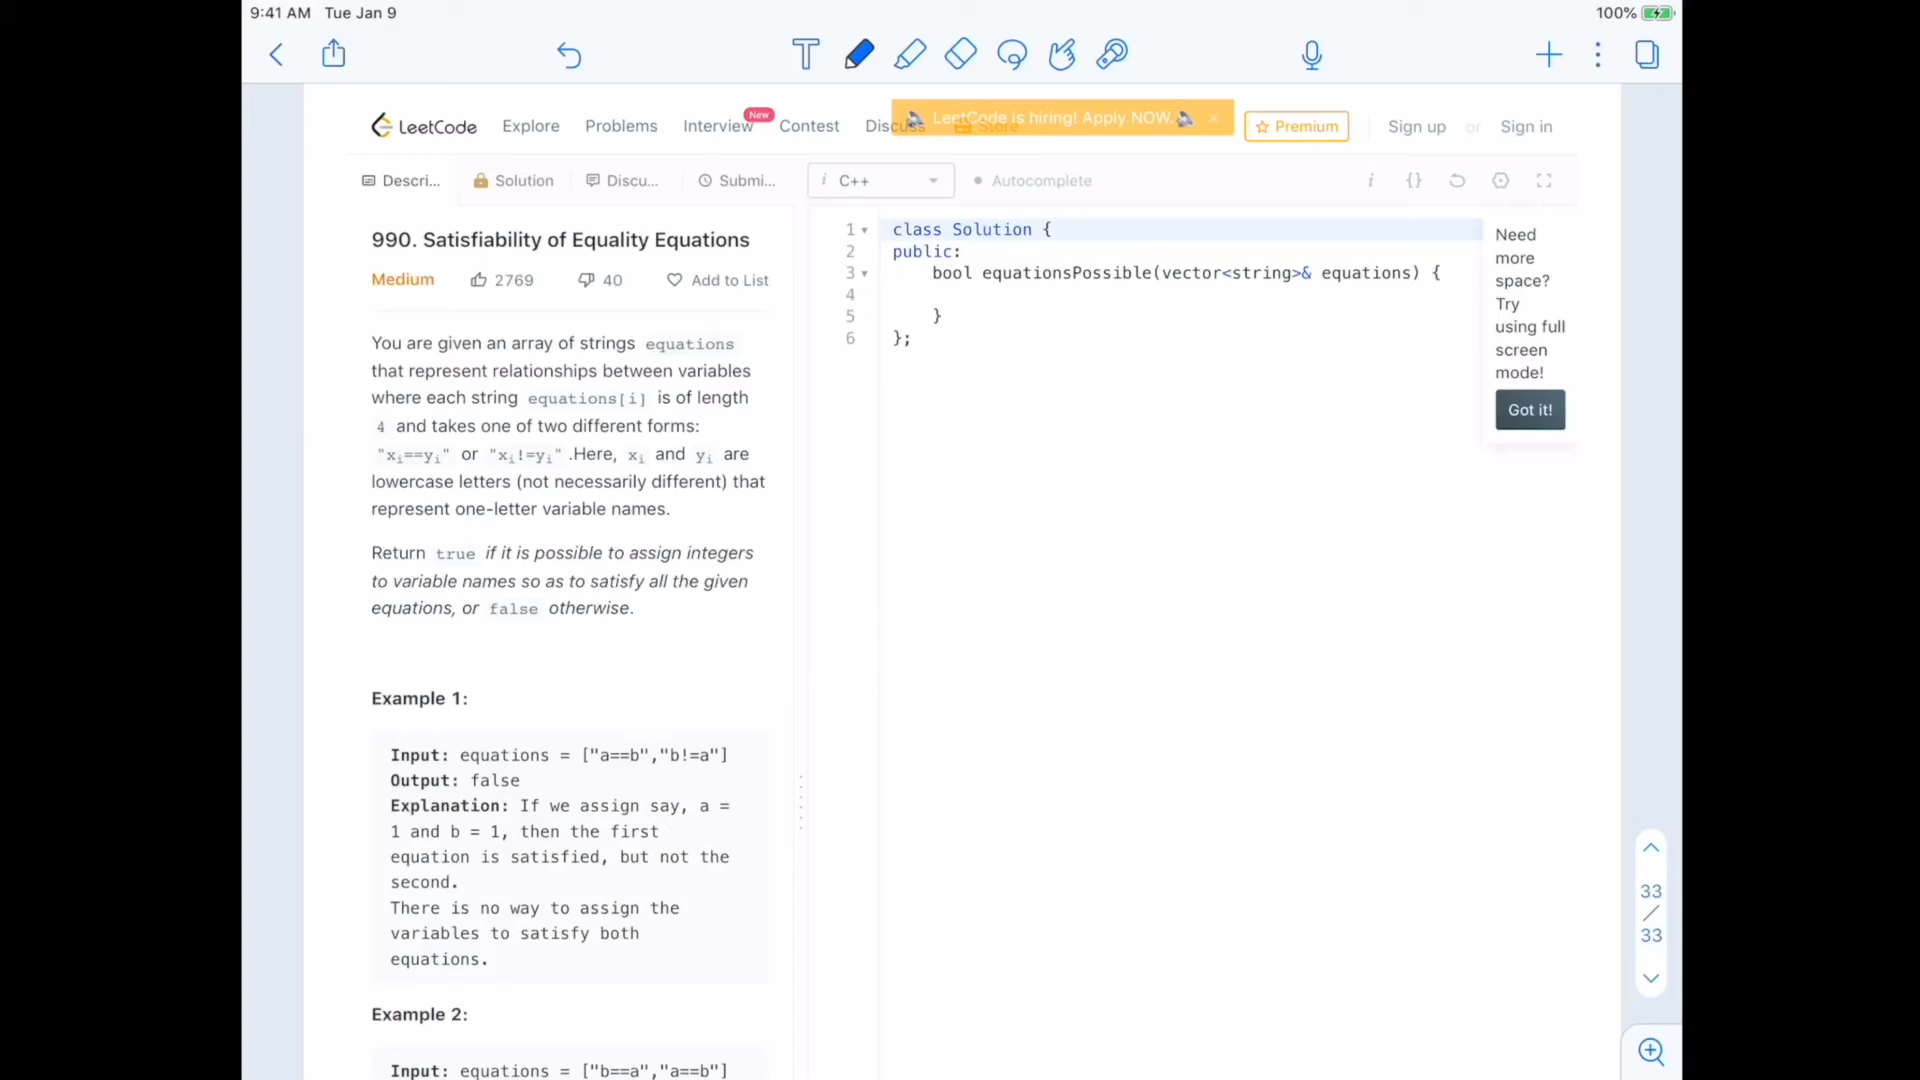 9:41 AM Tue Jan 9
100%
LeetCode Explore Problems Interview New Contest Discuss Store
LeetCode is hiring! Apply NOW.
Premium Sign up or Sign in
Descri... Solution Discu... Submi... i C++ Autocomplete
990. Satisfiability of Equality Equations
Medium 2769 40 Add to List
You are given an array of strings equations
that represent relationships between variables
where each string equations[i] is of length
4 and takes one of two different forms:
"xi==yi" or "xi!=yi".Here, xi and yi are
lowercase letters (not necessarily different) that
represent one-letter variable names.
Return true if it is possible to assign integers
to variable names so as to satisfy all the given
equations, or false otherwise.
Example 1:
Input: equations = ["a==b","b!=a"]
Output: false
Explanation: If we assign say, a =
1 and b = 1, then the first
equation is satisfied, but not the
second.
There is no way to assign the
variables to satisfy both
equations.
Example 2:
Input: equations = ["b==a","a==b"]
1 class Solution {
2 public:
3 bool equationsPossible(vector<string>& equations) {
4
5 }
6 };
i {}
Need
more
space?
Try
using full
screen
mode!
Got it!
33
/
33